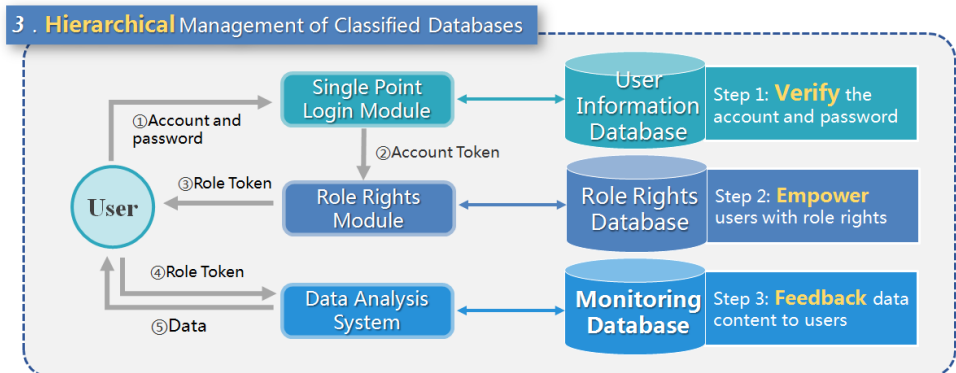 3 . Hierarchical Management of Classified Databases
Single Point
Login Module
User
Information
Database
Step 1: Verify the
account and password
①Account and
password
②Account Token
③Role Token
User
Role Rights
Module
Role Rights
Database
Step 2: Empower
users with role rights
④Role Token
⑤Data
Data Analysis
System
Monitoring
Database
Step 3: Feedback data
content to users